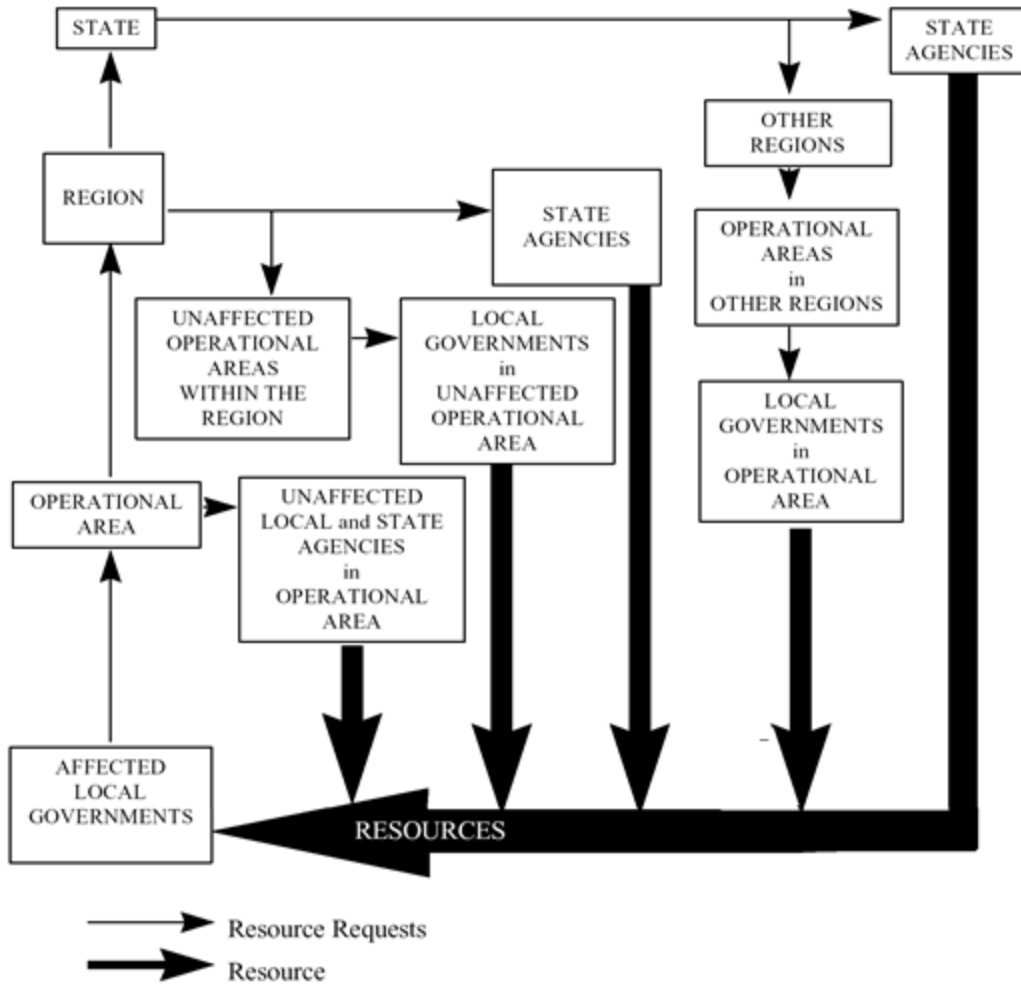 STATE
STATE
AGENCIES
OTHER
REGIONS
REGION
STATE
AGENCIES
OPERATIONAL
AREAS
in
OTHER REGIONS
UNAFFECTED
OPERATIONAL
AREAS
WITHIN THE
REGION
LOCAL
GOVERNMENTS
in
UNAFFECTED
OPERATIONAL
AREA
LOCAL
GOVERNMENTS
in
OPERATIONAL
AREA
OPERATIONAL
AREA
UNAFFECTED
LOCAL and STATE
AGENCIES
in
OPERATIONAL
AREA
AFFECTED
LOCAL
GOVERNMENTS
RESOURCES
Resource Requests
Resource